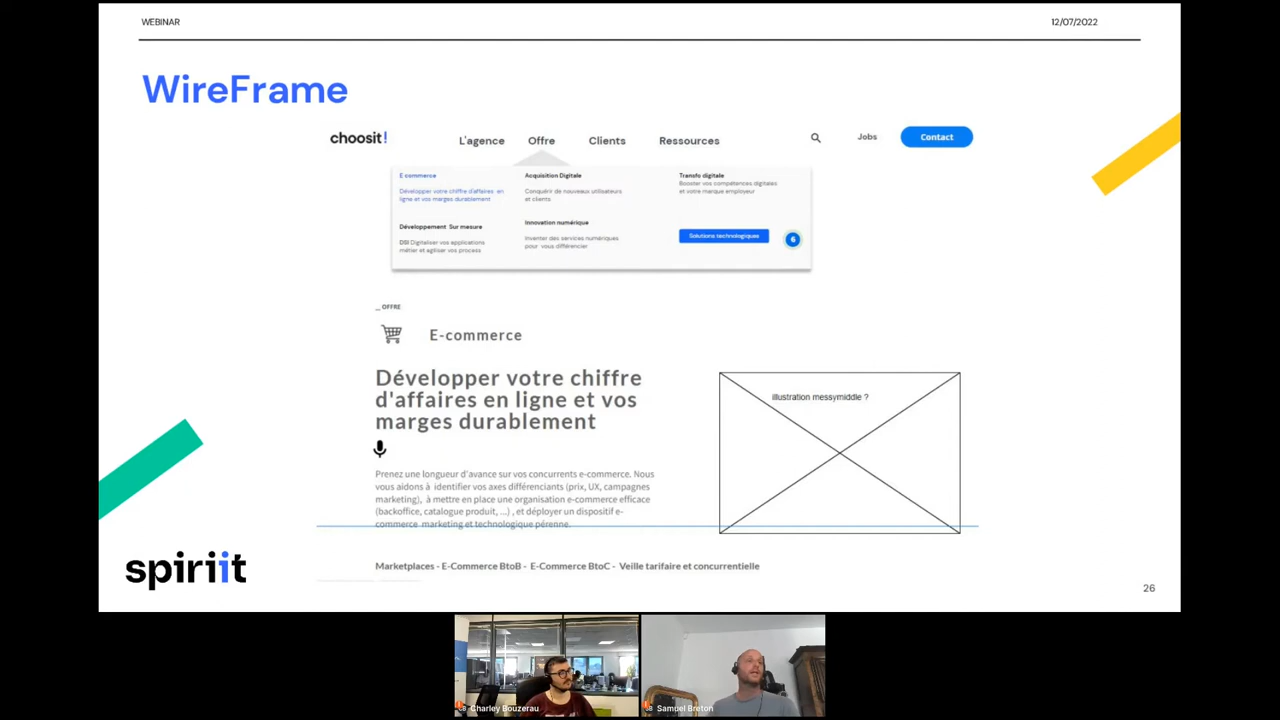 WEBINAR
12/07/2022
WireFrame
choosit!
L'agence
Offre
Clients
Ressources
Jobs
Contact
E commerce
Développer votre chiffre d'affaires en
ligne et vos marges durablement
Acquisition Digitale
Conquérir de nouveaux utilisateurs
et clients
Transfo digitale
Booster vos compétences digitales
et votre marque employeur
Développement Sur mesure
DSI Digitaliser vos applications
métier et agiliser vos process
Innovation numérique
Inventer des services numériques
pour vous différencier
Solutions technologiques
6
_ OFFRE
E-commerce
Développer votre chiffre
d'affaires en ligne et vos
marges durablement
illustration messymiddle ?
Prenez une longueur d'avance sur vos concurrents e-commerce. Nous
vous aidons à identifier vos axes différenciants (prix, UX, campagnes
marketing), à mettre en place une organisation e-commerce efficace
(backoffice, catalogue produit, ...) , et déployer un dispositif e-
commerce marketing et technologique pérenne.
Marketplaces - E-Commerce BtoB - E-Commerce BtoC - Veille tarifaire et concurrentielle
spiriit
26
Charley Bouzerau
Samuel Breton